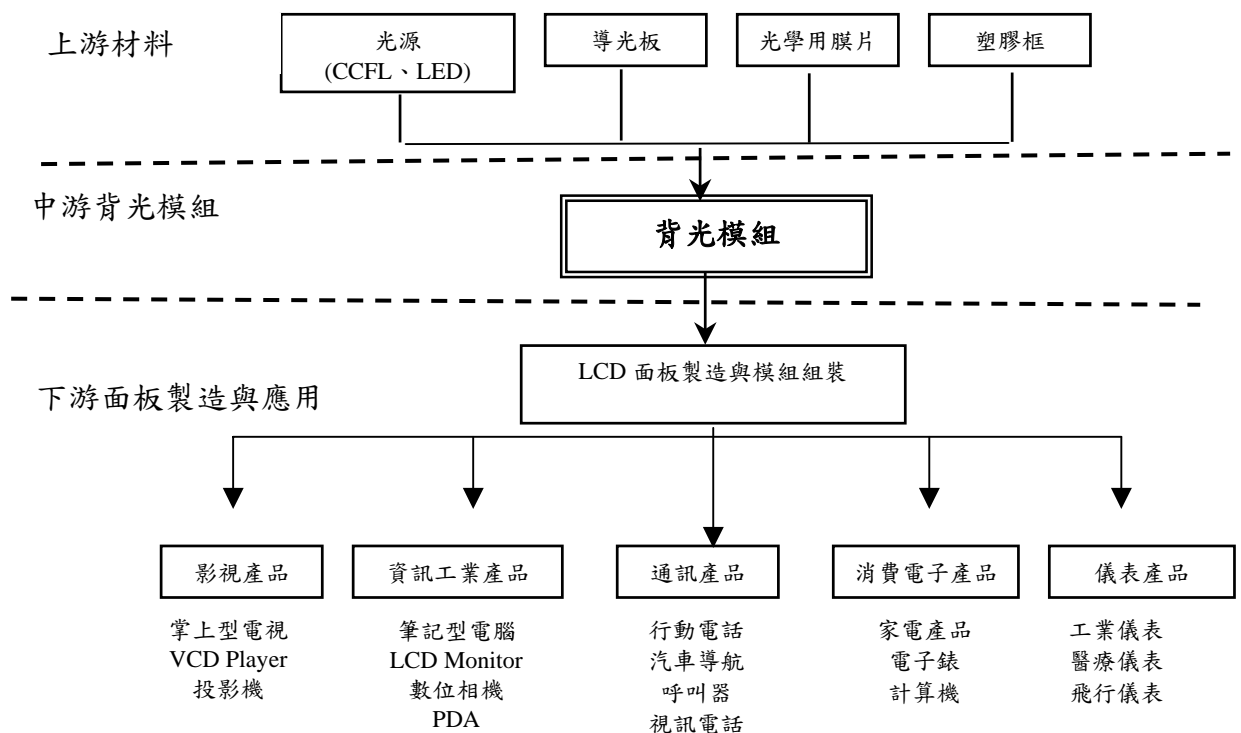 上游材料
光源
(CCFL、LED)
導光板
光學用膜片
塑膠框
中游背光模組
背光模組
LCD 面板製造與模組組裝
下游面板製造與應用
影視產品
資訊工業產品
通訊產品
消費電子產品
儀表產品
掌上型電視
VCD Player
投影機
筆記型電腦
LCD Monitor
數位相機
PDA
行動電話
汽車導航
呼叫器
視訊電話
家電產品
電子錶
計算機
工業儀表
醫療儀表
飛行儀表